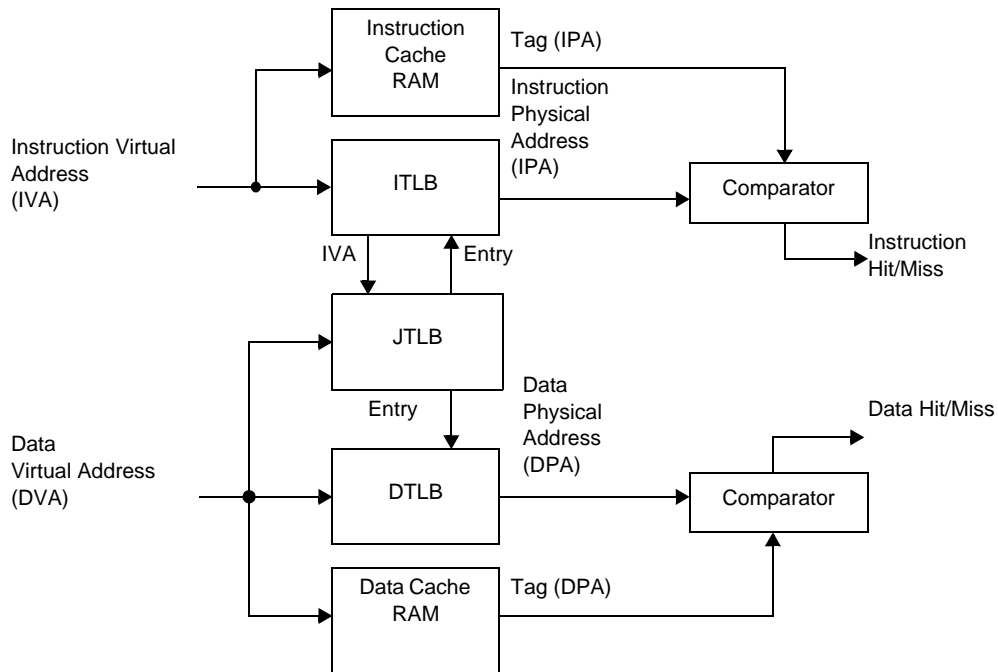 Instruction
Cache
RAM
Tag (IPA)
Instruction
Physical
Address
(IPA)
Instruction Virtual
Address
(IVA)
ITLB
Comparator
IVA
Entry
Instruction
Hit/Miss
JTLB
Entry
Data
Physical
Address
(DPA)
Data Hit/Miss
Data
Virtual Address
(DVA)
DTLB
Comparator
Data Cache
RAM
Tag (DPA)